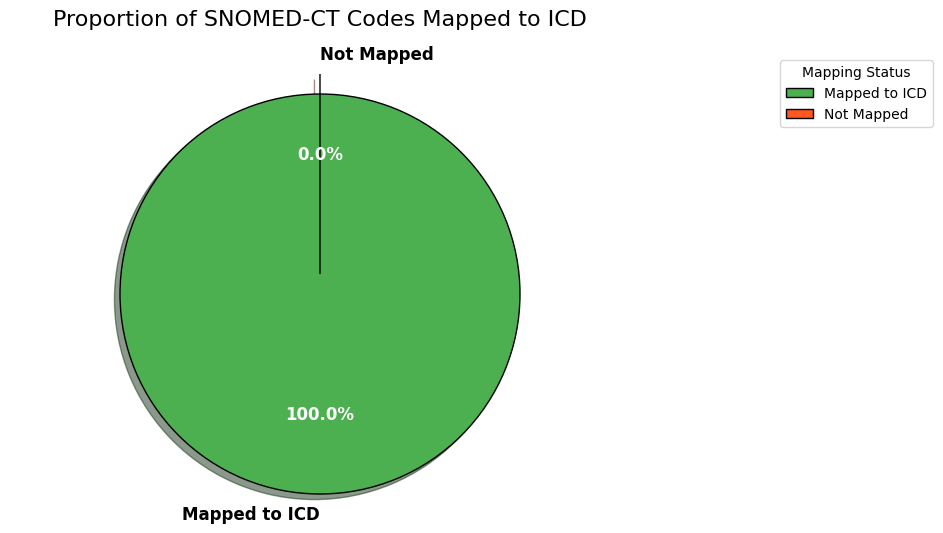 Proportion of SNOMED-CT Codes Mapped to ICD
Not Mapped
Mapping Status
Mapped to ICD
Not Mapped
0.0%
100.0%
Mapped to ICD